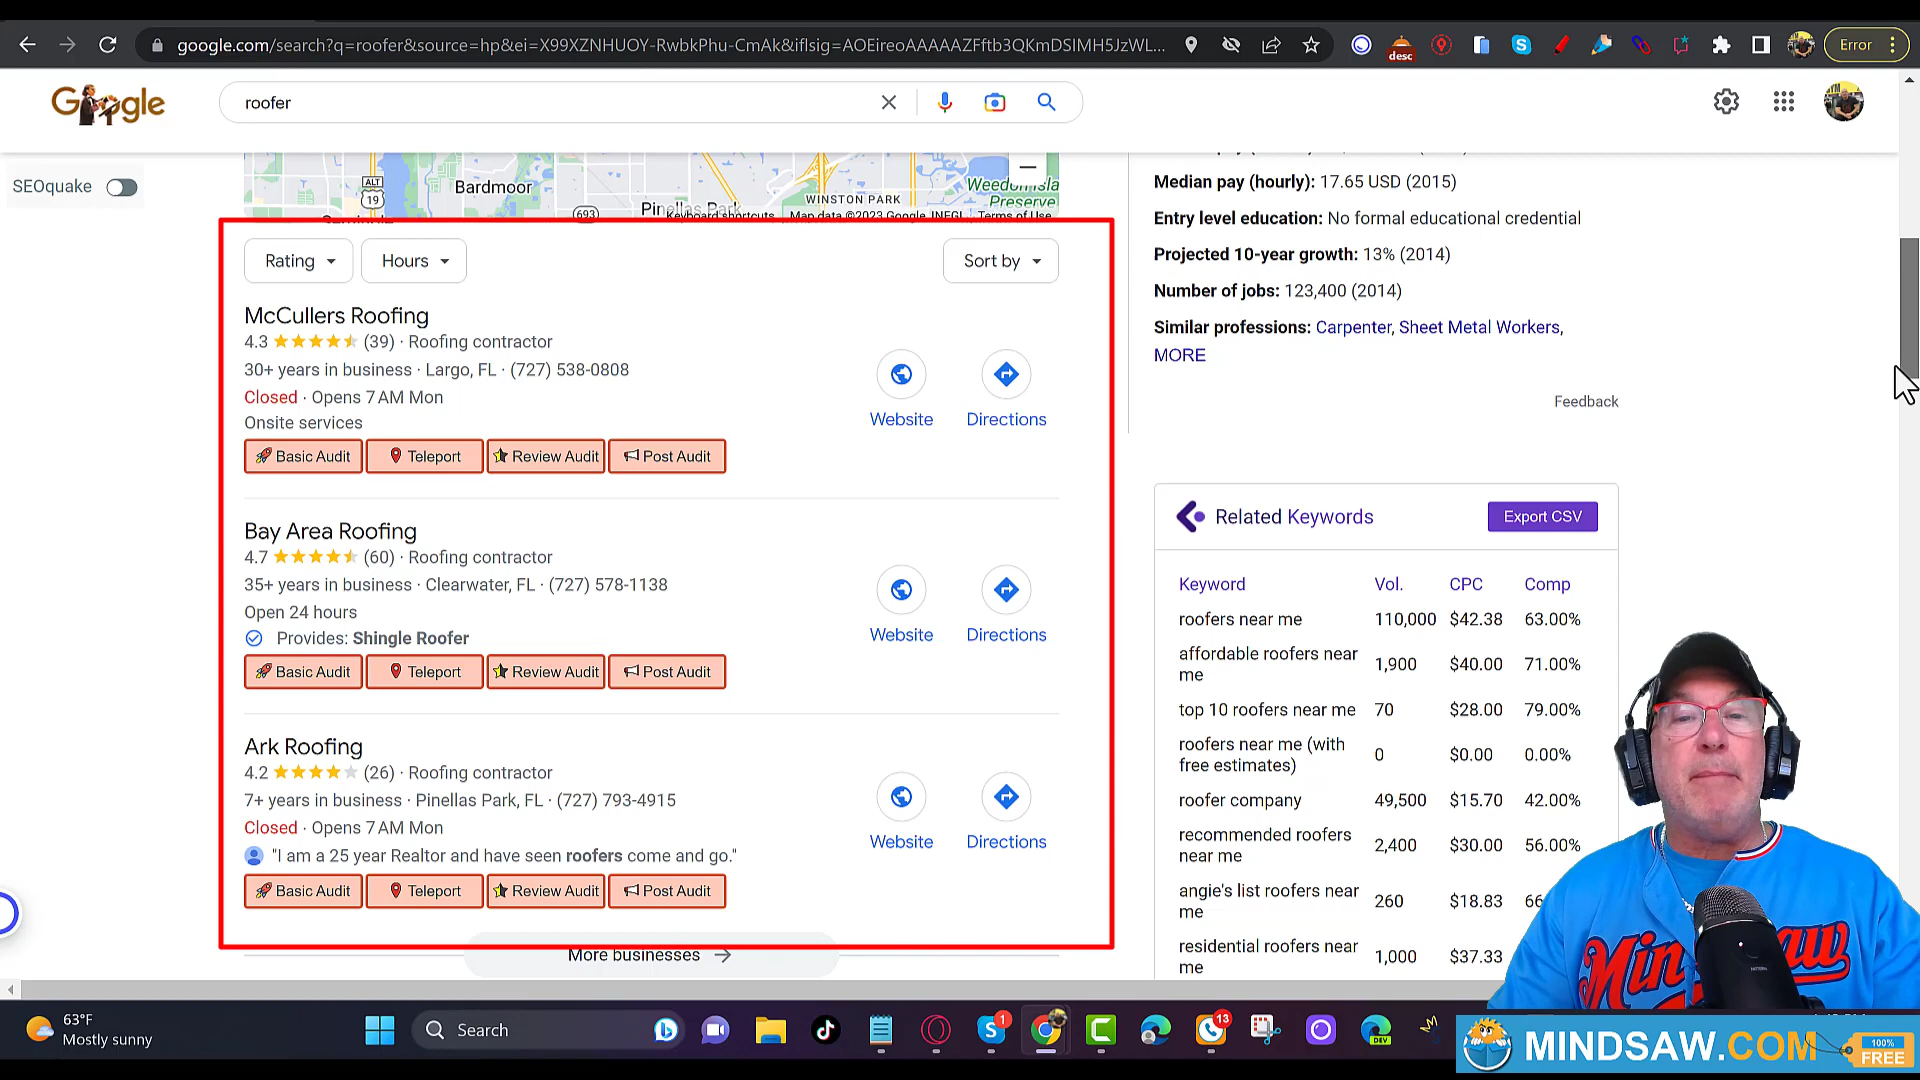 google.com/search?q=roofer&source=hp&ei=X99XZNHUOY-RwbkPhu-CmAk&iflsig=AOEireoAAAAAZFftb3QKmDSIMH5JzWL...
desc
Error
Google
roofer
SEOquake
ALT
19
Bardmoor
693
WINSTON PARK
Preserve
Keyboard shortcuts
Map data ©2023 Google, INEGI
Terms of Use
Rating
Hours
Sort by
McCullers Roofing
4.3 (39) · Roofing contractor
30+ years in business · Largo, FL · (727) 538-0808
Closed · Opens 7 AM Mon
Onsite services
Website
Directions
Basic Audit
Teleport
Review Audit
Post Audit
Bay Area Roofing
4.7 (60) · Roofing contractor
35+ years in business · Clearwater, FL · (727) 578-1138
Open 24 hours
Provides: Shingle Roofer
Website
Directions
Basic Audit
Teleport
Review Audit
Post Audit
Ark Roofing
4.2 (26) · Roofing contractor
7+ years in business · Pinellas Park, FL · (727) 793-4915
Closed · Opens 7 AM Mon
"I am a 25 year Realtor and have seen roofers come and go."
Website
Directions
Basic Audit
Teleport
Review Audit
Post Audit
More businesses
Median pay (hourly): 17.65 USD (2015)
Entry level education: No formal educational credential
Projected 10-year growth: 13% (2014)
Number of jobs: 123,400 (2014)
Similar professions: Carpenter, Sheet Metal Workers,
MORE
Feedback
Related Keywords
Export CSV
Keyword Vol. CPC Comp
roofers near me 110,000 $42.38 63.00%
affordable roofers near
me 1,900 $40.00 71.00%
top 10 roofers near me 70 $28.00 79.00%
roofers near me (with
free estimates) 0 $0.00 0.00%
roofer company 49,500 $15.70 42.00%
recommended roofers
near me 2,400 $30.00 56.00%
angie's list roofers near
me 260 $18.83
residential roofers near
me 1,000 $37.33
63°F
Mostly sunny
Search
1
13
DEV
MINDSAW.COM
100%
FREE